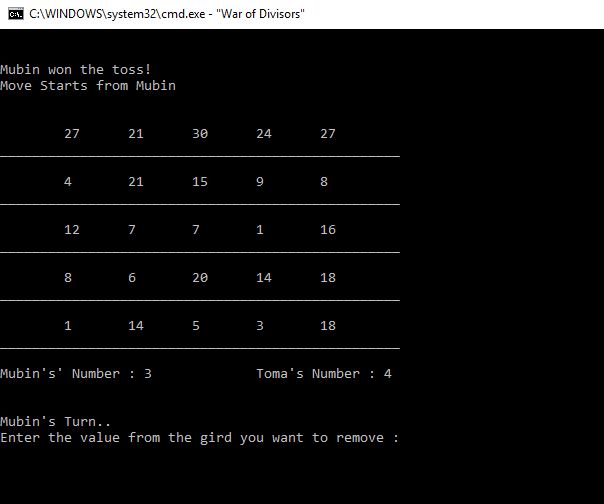 C:\WINDOWS\system32\cmd.exe - "War of Divisors"
Mubin won the toss!
Move Starts from Mubin
27 21 30 24 27
4 21 15 9 8
12 7 7 1 16
8 6 20 14 18
1 14 5 3 18
Mubin's' Number : 3 Toma's Number : 4
Mubin's Turn..
Enter the value from the gird you want to remove :